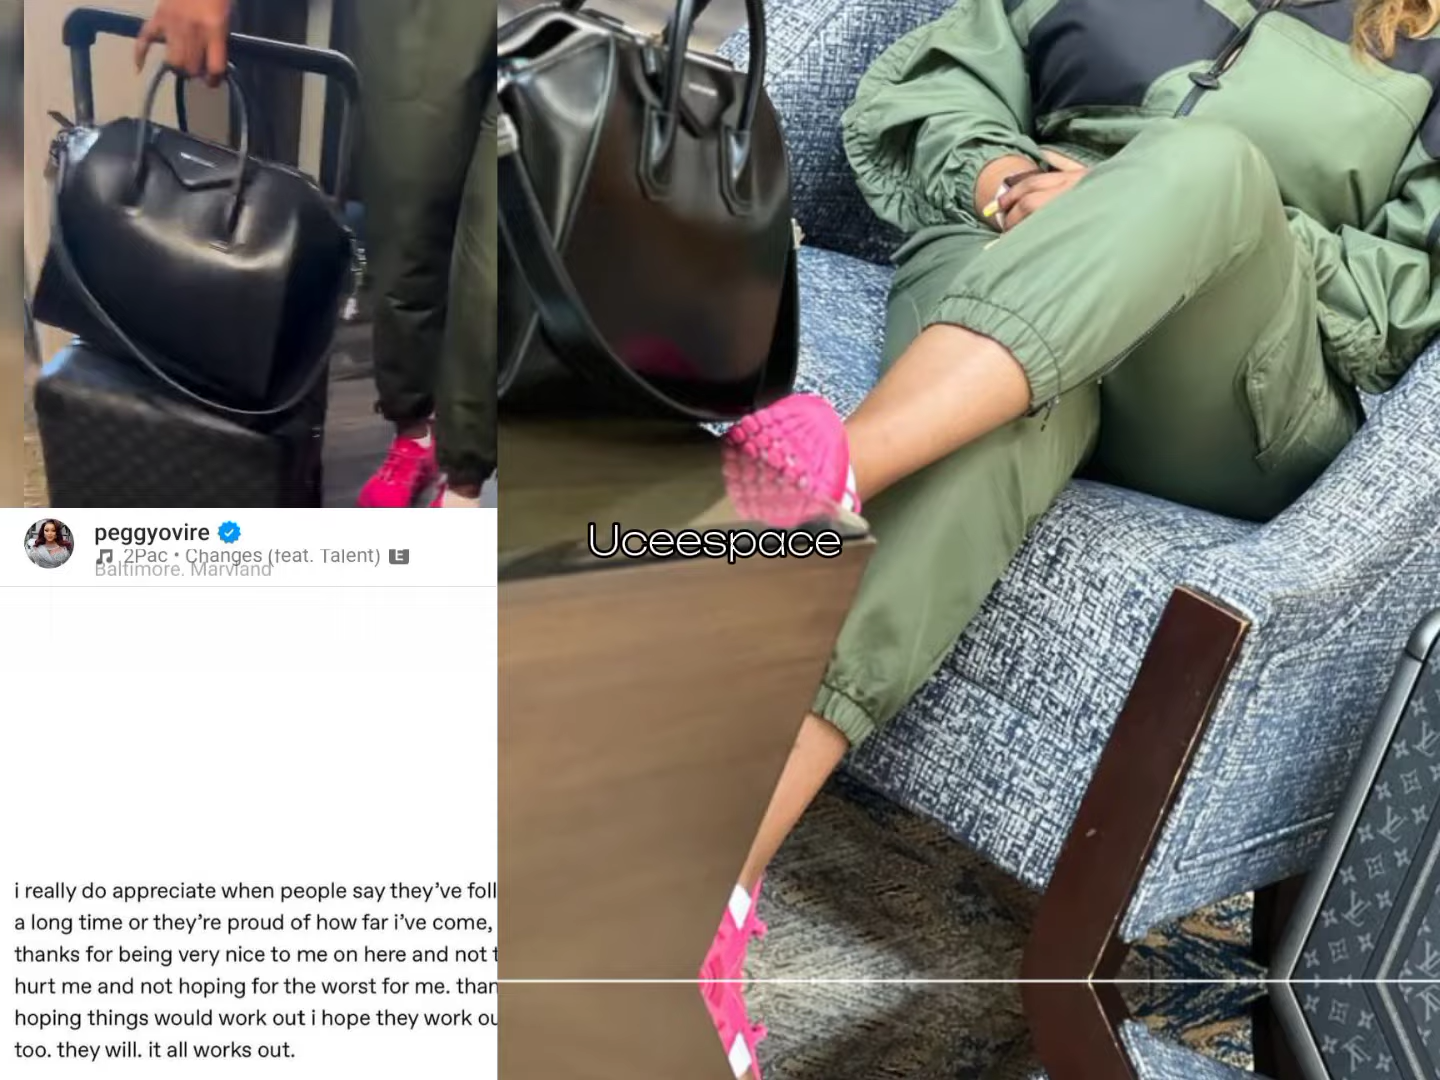 peggyovire
2Pac • Changes (feat. Talent) E
Baltimore, Maryland
Uceespace
i really do appreciate when people say they've foll
a long time or they're proud of how far i've come,
thanks for being very nice to me on here and not t
hurt me and not hoping for the worst for me. than
hoping things would work out i hope they work ou
too. they will. it all works out.